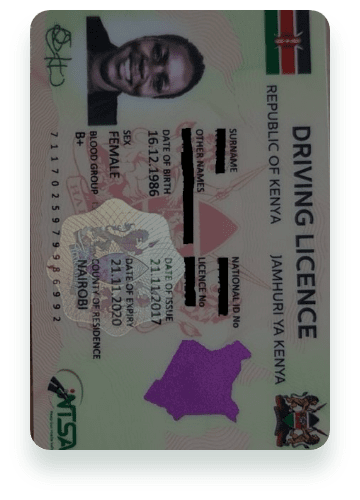 DRIVING LICENCE
REPUBLIC OF KENYA JAMHURI YA KENYA
SURNAME NATIONAL ID No
OTHER NAMES LICENCE No
DATE OF BIRTH DATE OF ISSUE
16.12.1986 21.11.2017
SEX DATE OF EXPIRY
FEMALE 21.11.2020
BLOOD GROUP COUNTY OF RESIDENCE
B+ NAIROBI
NTSA